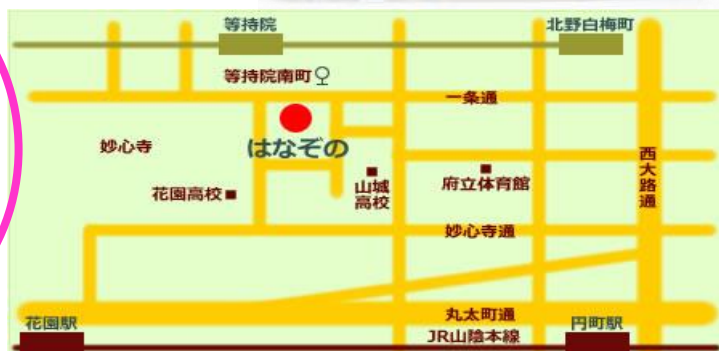 等持院
北野白梅町
等持院南町
一条通
妙心寺
はなぞの
西大路通
花園高校
山城
高校
府立体育館
妙心寺通
丸太町通
花園駅
円町駅
JR山陰本線